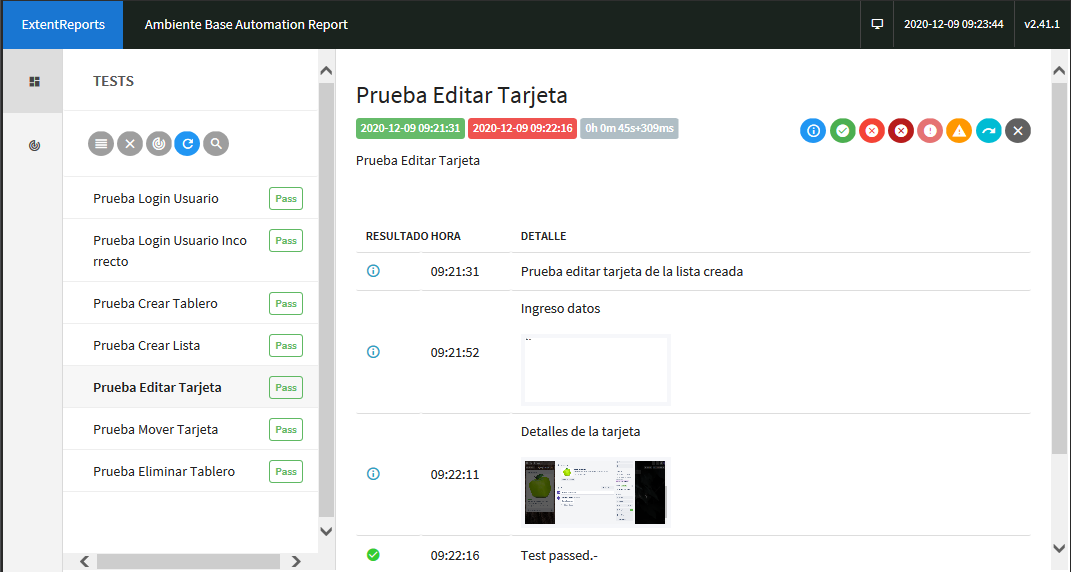 ExtentReports
Ambiente Base Automation Report
2020-12-09 09:23:44
v2.41.1
TESTS
Prueba Login Usuario
Pass
Prueba Login Usuario Inco
rrecto
Pass
Prueba Crear Tablero
Pass
Prueba Crear Lista
Pass
Prueba Editar Tarjeta
Pass
Prueba Mover Tarjeta
Pass
Prueba Eliminar Tablero
Pass
Prueba Editar Tarjeta
2020-12-09 09:21:31
2020-12-09 09:22:16
0h 0m 45s+309ms
Prueba Editar Tarjeta
RESULTADO HORA DETALLE
09:21:31 Prueba editar tarjeta de la lista creada
Ingreso datos
09:21:52
Detalles de la tarjeta
09:22:11
09:22:16 Test passed.-